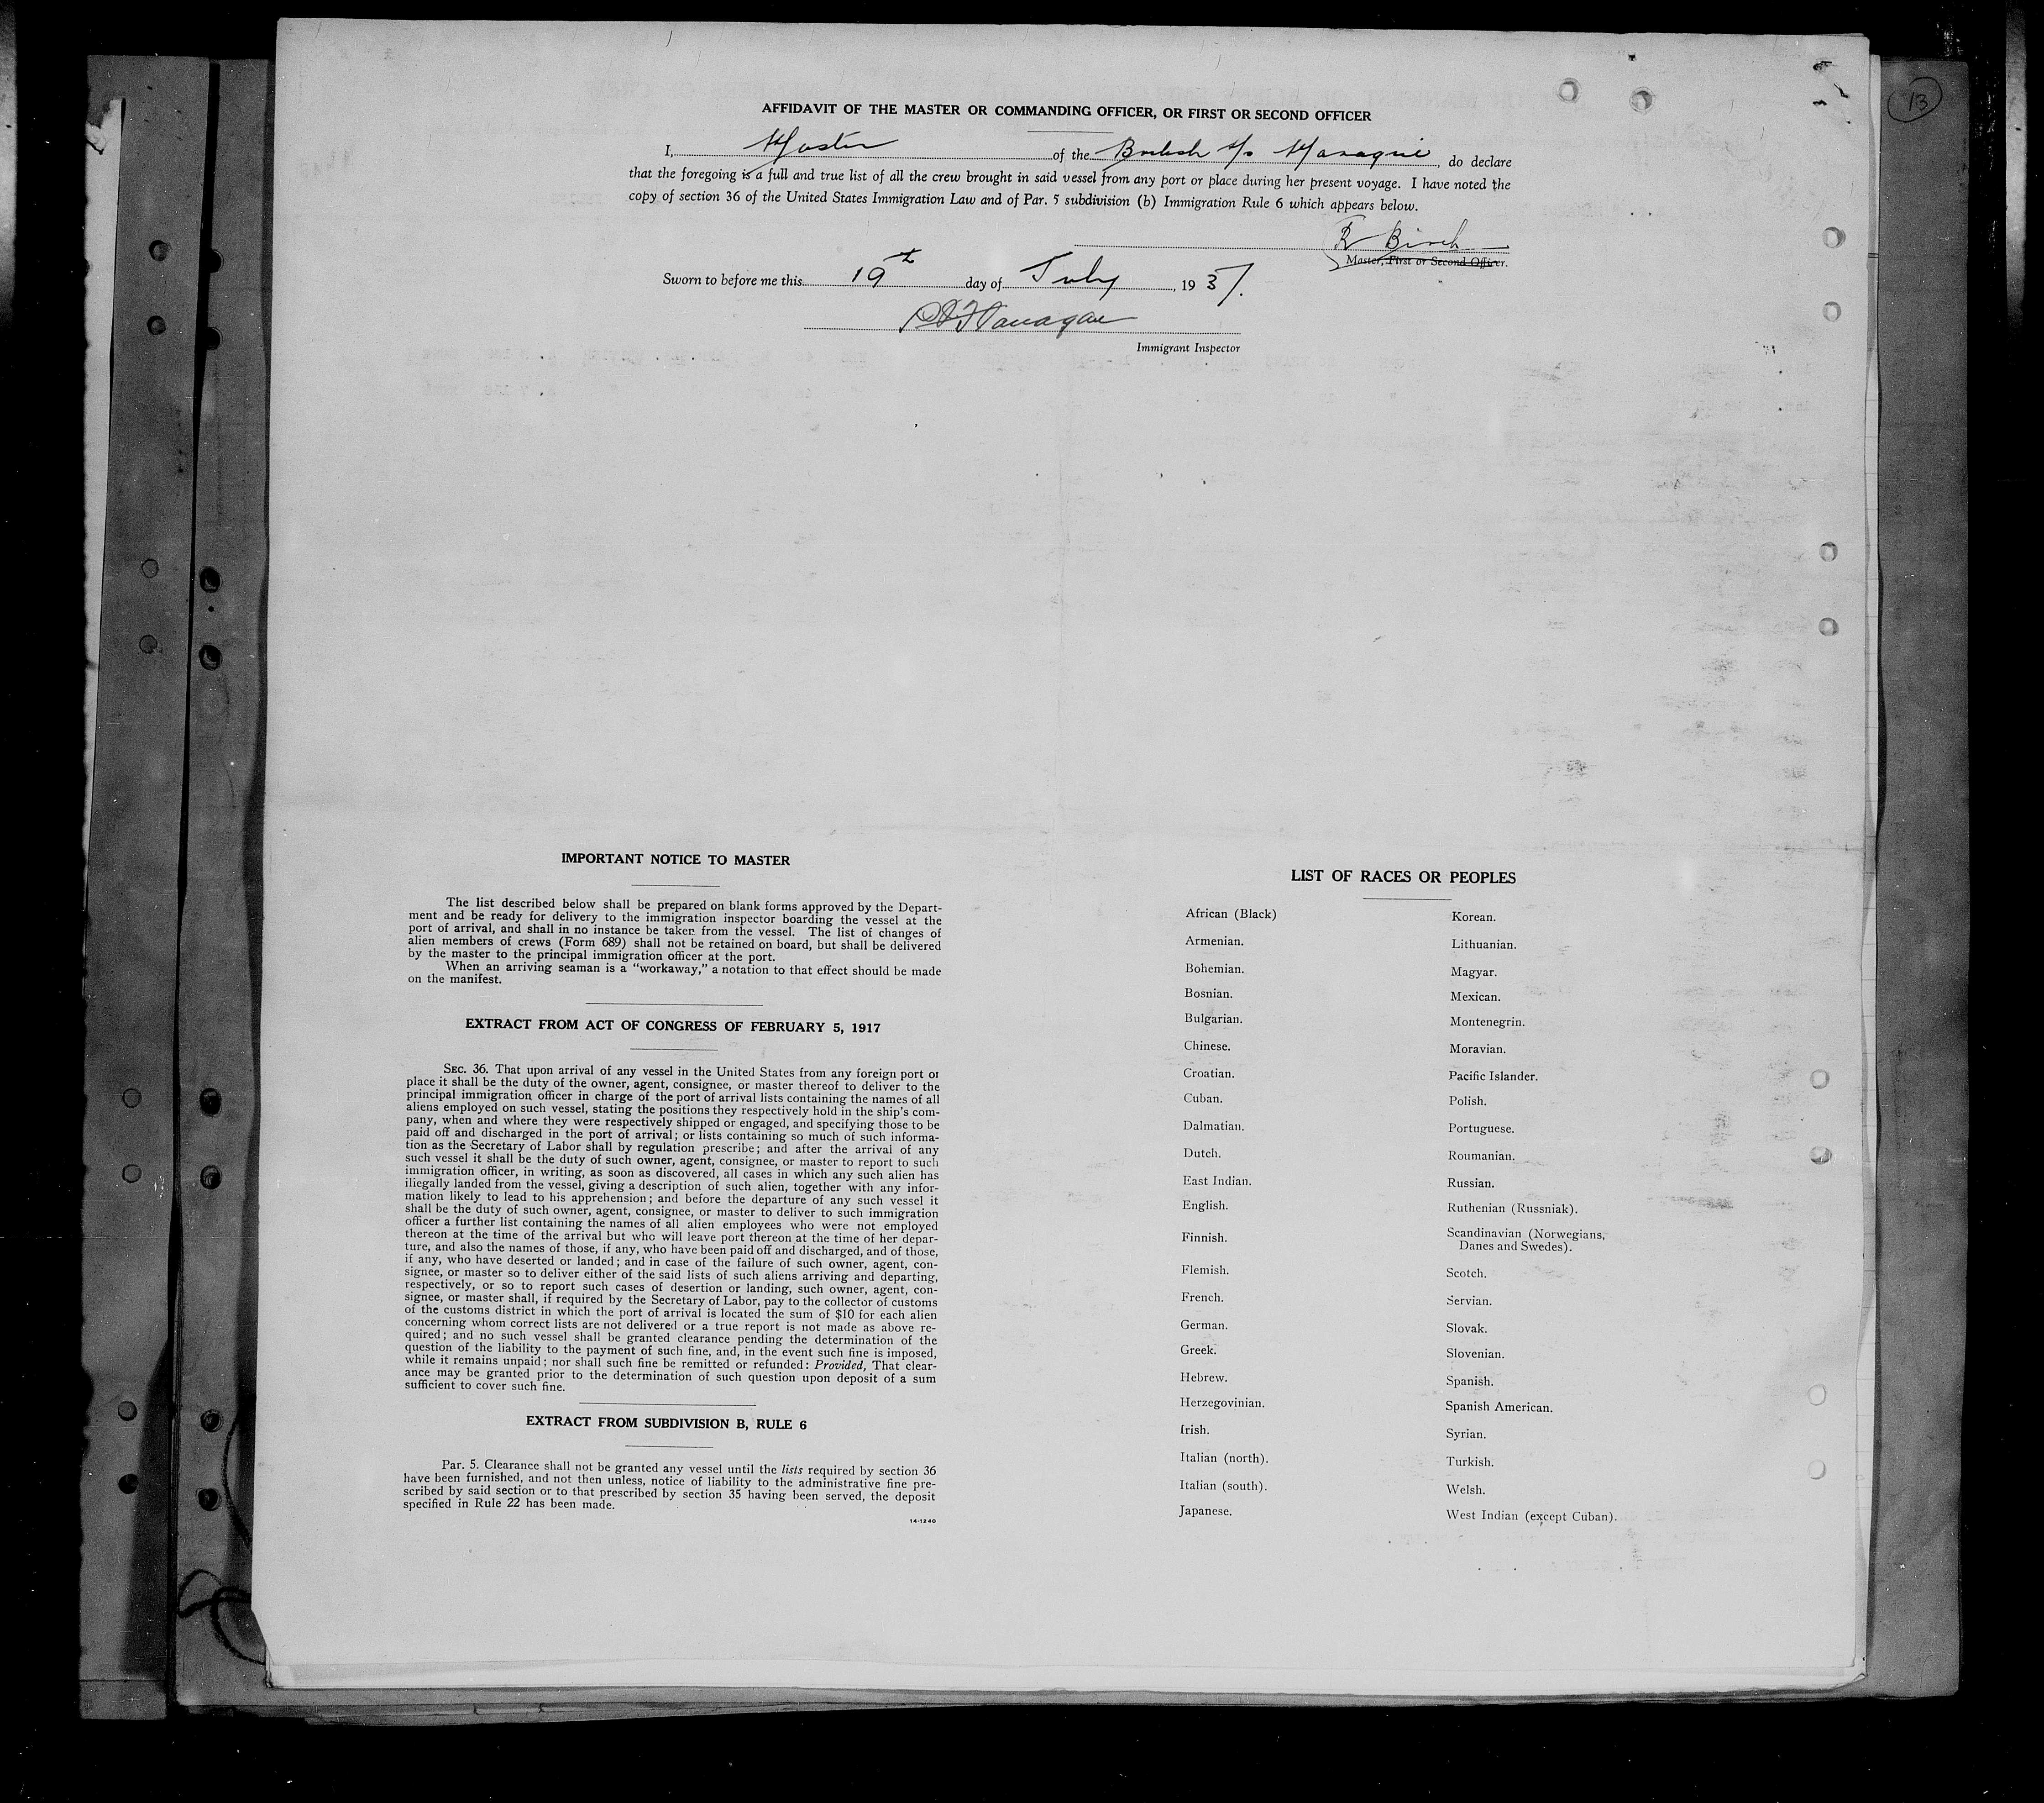 13
AFFIDAVIT OF THE MASTER OR COMMANDING OFFICER, OR FIRST OR SECOND OFFICER
I, Master of the British s/s Managui, do declare
that the foregoing is a full and true list of all the crew brought in said vessel from any port or place during her present voyage. I have noted the
copy of section 36 of the United States Immigration Law and of Par. 5 subdivision (b) Immigration Rule 6 which appears below.
R Birch
Master, First or Second Officer.
Sworn to before me this 19th day of July, 1937.
Flanagan
Immigrant Inspector
IMPORTANT NOTICE TO MASTER
The list described below shall be prepared on blank forms approved by the Depart-
ment and be ready for delivery to the immigration inspector boarding the vessel at the
port of arrival, and shall in no instance be taken from the vessel. The list of changes of
alien members of crews (Form 689) shall not be retained on board, but shall be delivered
by the master to the principal immigration officer at the port.
When an arriving seaman is a "workaway," a notation to that effect should be made
on the manifest.
EXTRACT FROM ACT OF CONGRESS OF FEBRUARY 5, 1917
SEC. 36. That upon arrival of any vessel in the United States from any foreign port or
place it shall be the duty of the owner, agent, consignee, or master thereof to deliver to the
principal immigration officer in charge of the port of arrival lists containing the names of all
aliens employed on such vessel, stating the positions they respectively hold in the ship's com-
pany, when and where they were respectively shipped or engaged, and specifying those to be
paid off and discharged in the port of arrival; or lists containing so much of such informa-
tion as the Secretary of Labor shall by regulation prescribe; and after the arrival of any
such vessel it shall be the duty of such owner, agent, consignee, or master to report to such
immigration officer, in writing, as soon as discovered, all cases in which any such alien has
illegally landed from the vessel, giving a description of such alien, together with any infor-
mation likely to lead to his apprehension; and before the departure of any such vessel it
shall be the duty of such owner, agent, consignee, or master to deliver to such immigration
officer a further list containing the names of all alien employees who were not employed
thereon at the time of the arrival but who will leave port thereon at the time of her depar-
ture, and also the names of those, if any, who have been paid off and discharged, and of those,
if any, who have deserted or landed; and in case of the failure of such owner, agent, con-
signee, or master so to deliver either of the said lists of such aliens arriving and departing,
respectively, or so to report such cases of desertion or landing, such owner, agent, con-
signee, or master shall, if required by the Secretary of Labor, pay to the collector of customs
of the customs district in which the port of arrival is located the sum of $10 for each alien
concerning whom correct lists are not delivered or a true report is not made as above re-
quired; and no such vessel shall be granted clearance pending the determination of the
question of the liability to the payment of such fine, and, in the event such fine is imposed,
while it remains unpaid; nor shall such fine be remitted or refunded: Provided, That clear-
ance may be granted prior to the determination of such question upon deposit of a sum
sufficient to cover such fine.
EXTRACT FROM SUBDIVISION B, RULE 6
Par. 5. Clearance shall not be granted any vessel until the lists required by section 36
have been furnished, and not then unless, notice of liability to the administrative fine pre-
scribed by said section or to that prescribed by section 35 having been served, the deposit
specified in Rule 22 has been made.
14-1240
LIST OF RACES OR PEOPLES
African (Black)
Armenian.
Bohemian.
Bosnian.
Bulgarian.
Chinese.
Croatian.
Cuban.
Dalmatian.
Dutch.
East Indian.
English.
Finnish.
Flemish.
French.
German.
Greek.
Hebrew.
Herzegovinian.
Irish.
Italian (north).
Italian (south).
Japanese.
Korean.
Lithuanian.
Magyar.
Mexican.
Montenegrin.
Moravian.
Pacific Islander.
Polish.
Portuguese.
Roumanian.
Russian.
Ruthenian (Russniak).
Scandinavian (Norwegians,
Danes and Swedes).
Scotch.
Servian.
Slovak.
Slovenian.
Spanish.
Spanish American.
Syrian.
Turkish.
Welsh.
West Indian (except Cuban).